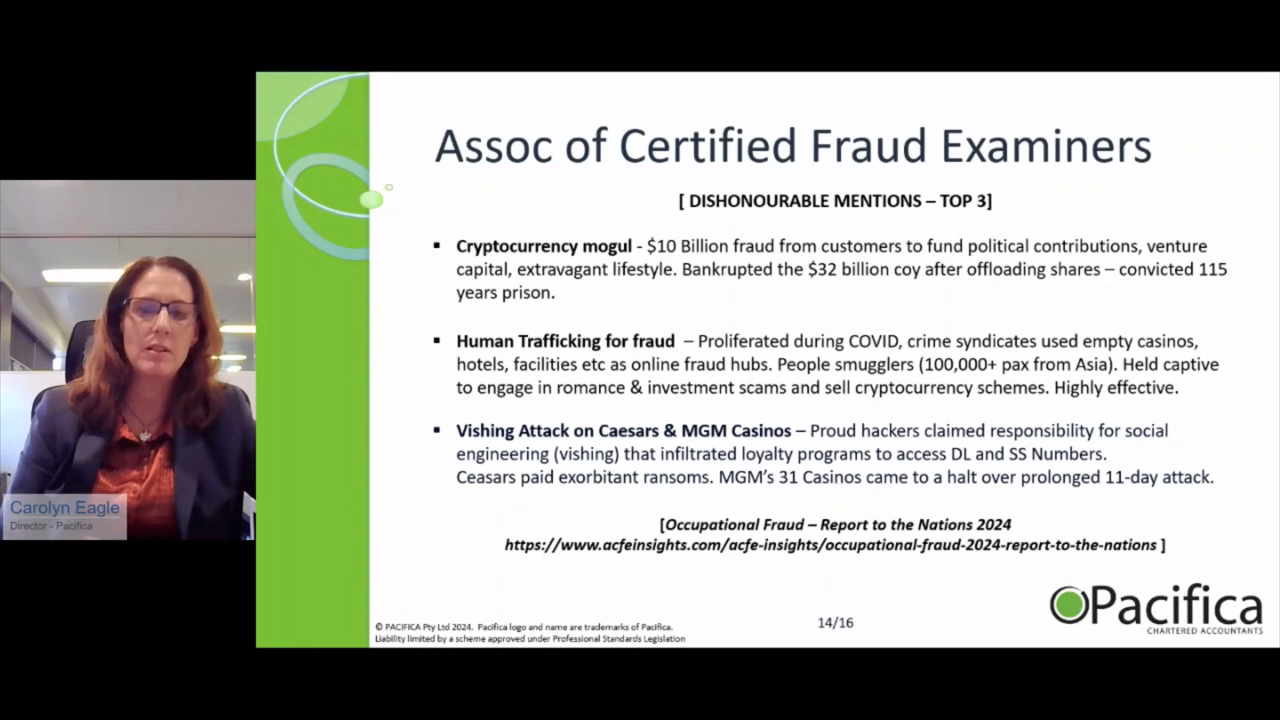 Assoc of Certified Fraud Examiners
[ DISHONOURABLE MENTIONS – TOP 3]
▪ Cryptocurrency mogul - $10 Billion fraud from customers to fund political contributions, venture
capital, extravagant lifestyle. Bankrupted the $32 billion coy after offloading shares – convicted 115
years prison.
▪ Human Trafficking for fraud – Proliferated during COVID, crime syndicates used empty casinos,
hotels, facilities etc as online fraud hubs. People smugglers (100,000+ pax from Asia). Held captive
to engage in romance & investment scams and sell cryptocurrency schemes. Highly effective.
▪ Vishing Attack on Caesars & MGM Casinos – Proud hackers claimed responsibility for social
engineering (vishing) that infiltrated loyalty programs to access DL and SS Numbers.
Ceasars paid exorbitant ransoms. MGM's 31 Casinos came to a halt over prolonged 11-day attack.
[Occupational Fraud – Report to the Nations 2024
https://www.acfeinsights.com/acfe-insights/occupational-fraud-2024-report-to-the-nations ]
Carolyn Eagle
Director - Pacifica
© PACIFICA Pty Ltd 2024. Pacifica logo and name are trademarks of Pacifica.
Liability limited by a scheme approved under Professional Standards Legislation
14/16
Pacifica
CHARTERED ACCOUNTANTS